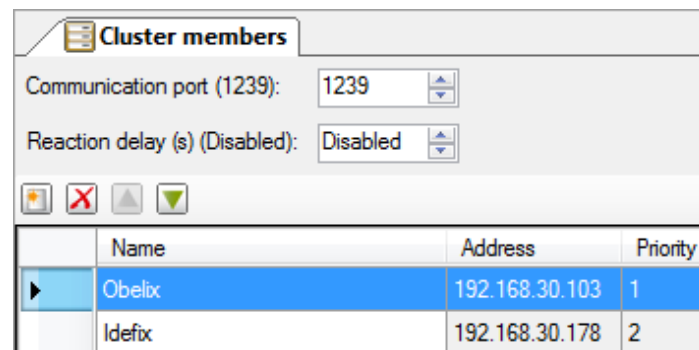 Cluster members
Communication port (1239): 1239
Reaction delay (s) (Disabled): Disabled
Name Address Priority
Obelix 192.168.30.103 1
Idefix 192.168.30.178 2